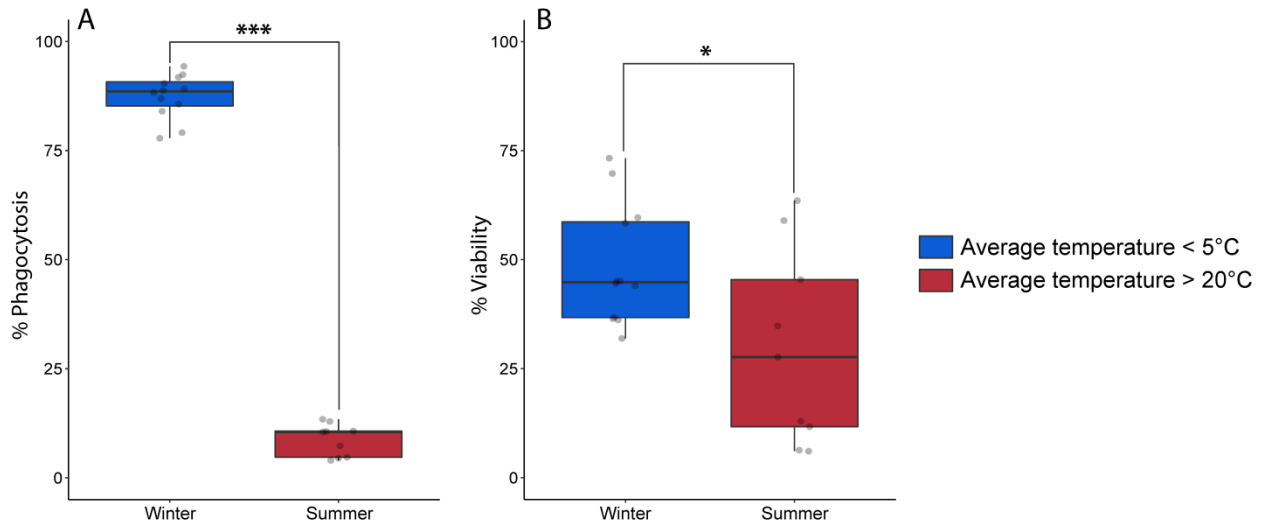 A
***
100
75
50
25
0
% Phagocytosis
Winter
Summer
B
*
100
75
50
25
0
% Viability
Winter
Summer
Average temperature < 5°C
Average temperature > 20°C